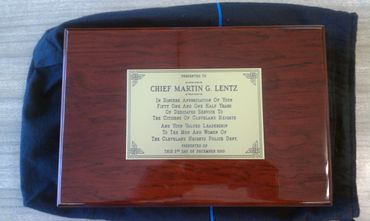 PRESENTED TO
CHIEF MARTIN G. LENTZ
IN SINCERE APPRECIATION OF YOUR
FIFTY ONE AND ONE HALF YEARS
OF DEDICATED SERVICE TO
THE CITIZENS OF CLEVELAND HEIGHTS
AND YOUR VALUED LEADERSHIP
TO THE MEN AND WOMEN OF
THE CLEVELAND HEIGHTS POLICE DEPT.
PRESENTED ON
THIS DAY OF DECEMBER